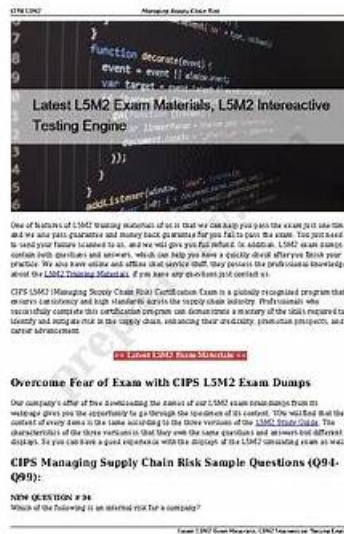 CIPS L5M2
Managing Supply Chain Risk
function decorate(event) {
event = event || window.event;
var target = event.target
Latest L5M2 Exam Materials, L5M2 Intereactive
Testing Engine
});
}
addListener(window,
One of features of L5M2 training materials of us is that we can help you pass the exam just one time,
and we also pass guarantee and money back guarantee for you fail to pass the exam. You just need
to send your failure scanned to us, and we will give you full refund. In addition, L5M2 exam dumps
contain both questions and answers, which can help you have a quickly check after you finish your
practice. We also have online and offline chat service stuff, they possess the professional knowledge
about the L5M2 Training Materials, if you have any questions just contact us.
CIPS L5M2 (Managing Supply Chain Risk) Certification Exam is a globally recognized program that
ensures consistency and high standards across the supply chain industry. Professionals who
successfully complete this certification program can demonstrate a mastery of the skills required to
identify and mitigate risk in the supply chain, enhancing their credibility, promotion prospects, and
career advancement.
>> Latest L5M2 Exam Materials <<
Overcome Fear of Exam with CIPS L5M2 Exam Dumps
Our company's offer of free downloading the demos of our L5M2 exam braindumps from its
webpage gives you the opportunity to go through the specimen of its content. You will find that the
content of every demo is the same according to the three versions of the L5M2 Study Guide. The
characteristics of the three versions is that they own the same questions and answers but different
displays. So you can have a good experience with the displays of the L5M2 simulating exam as well.
CIPS Managing Supply Chain Risk Sample Questions (Q94-
Q99):
NEW QUESTION # 94
Which of the following is an internal risk for a company?
Latest L5M2 Exam Materials, L5M2 Intereactive Testing Engine